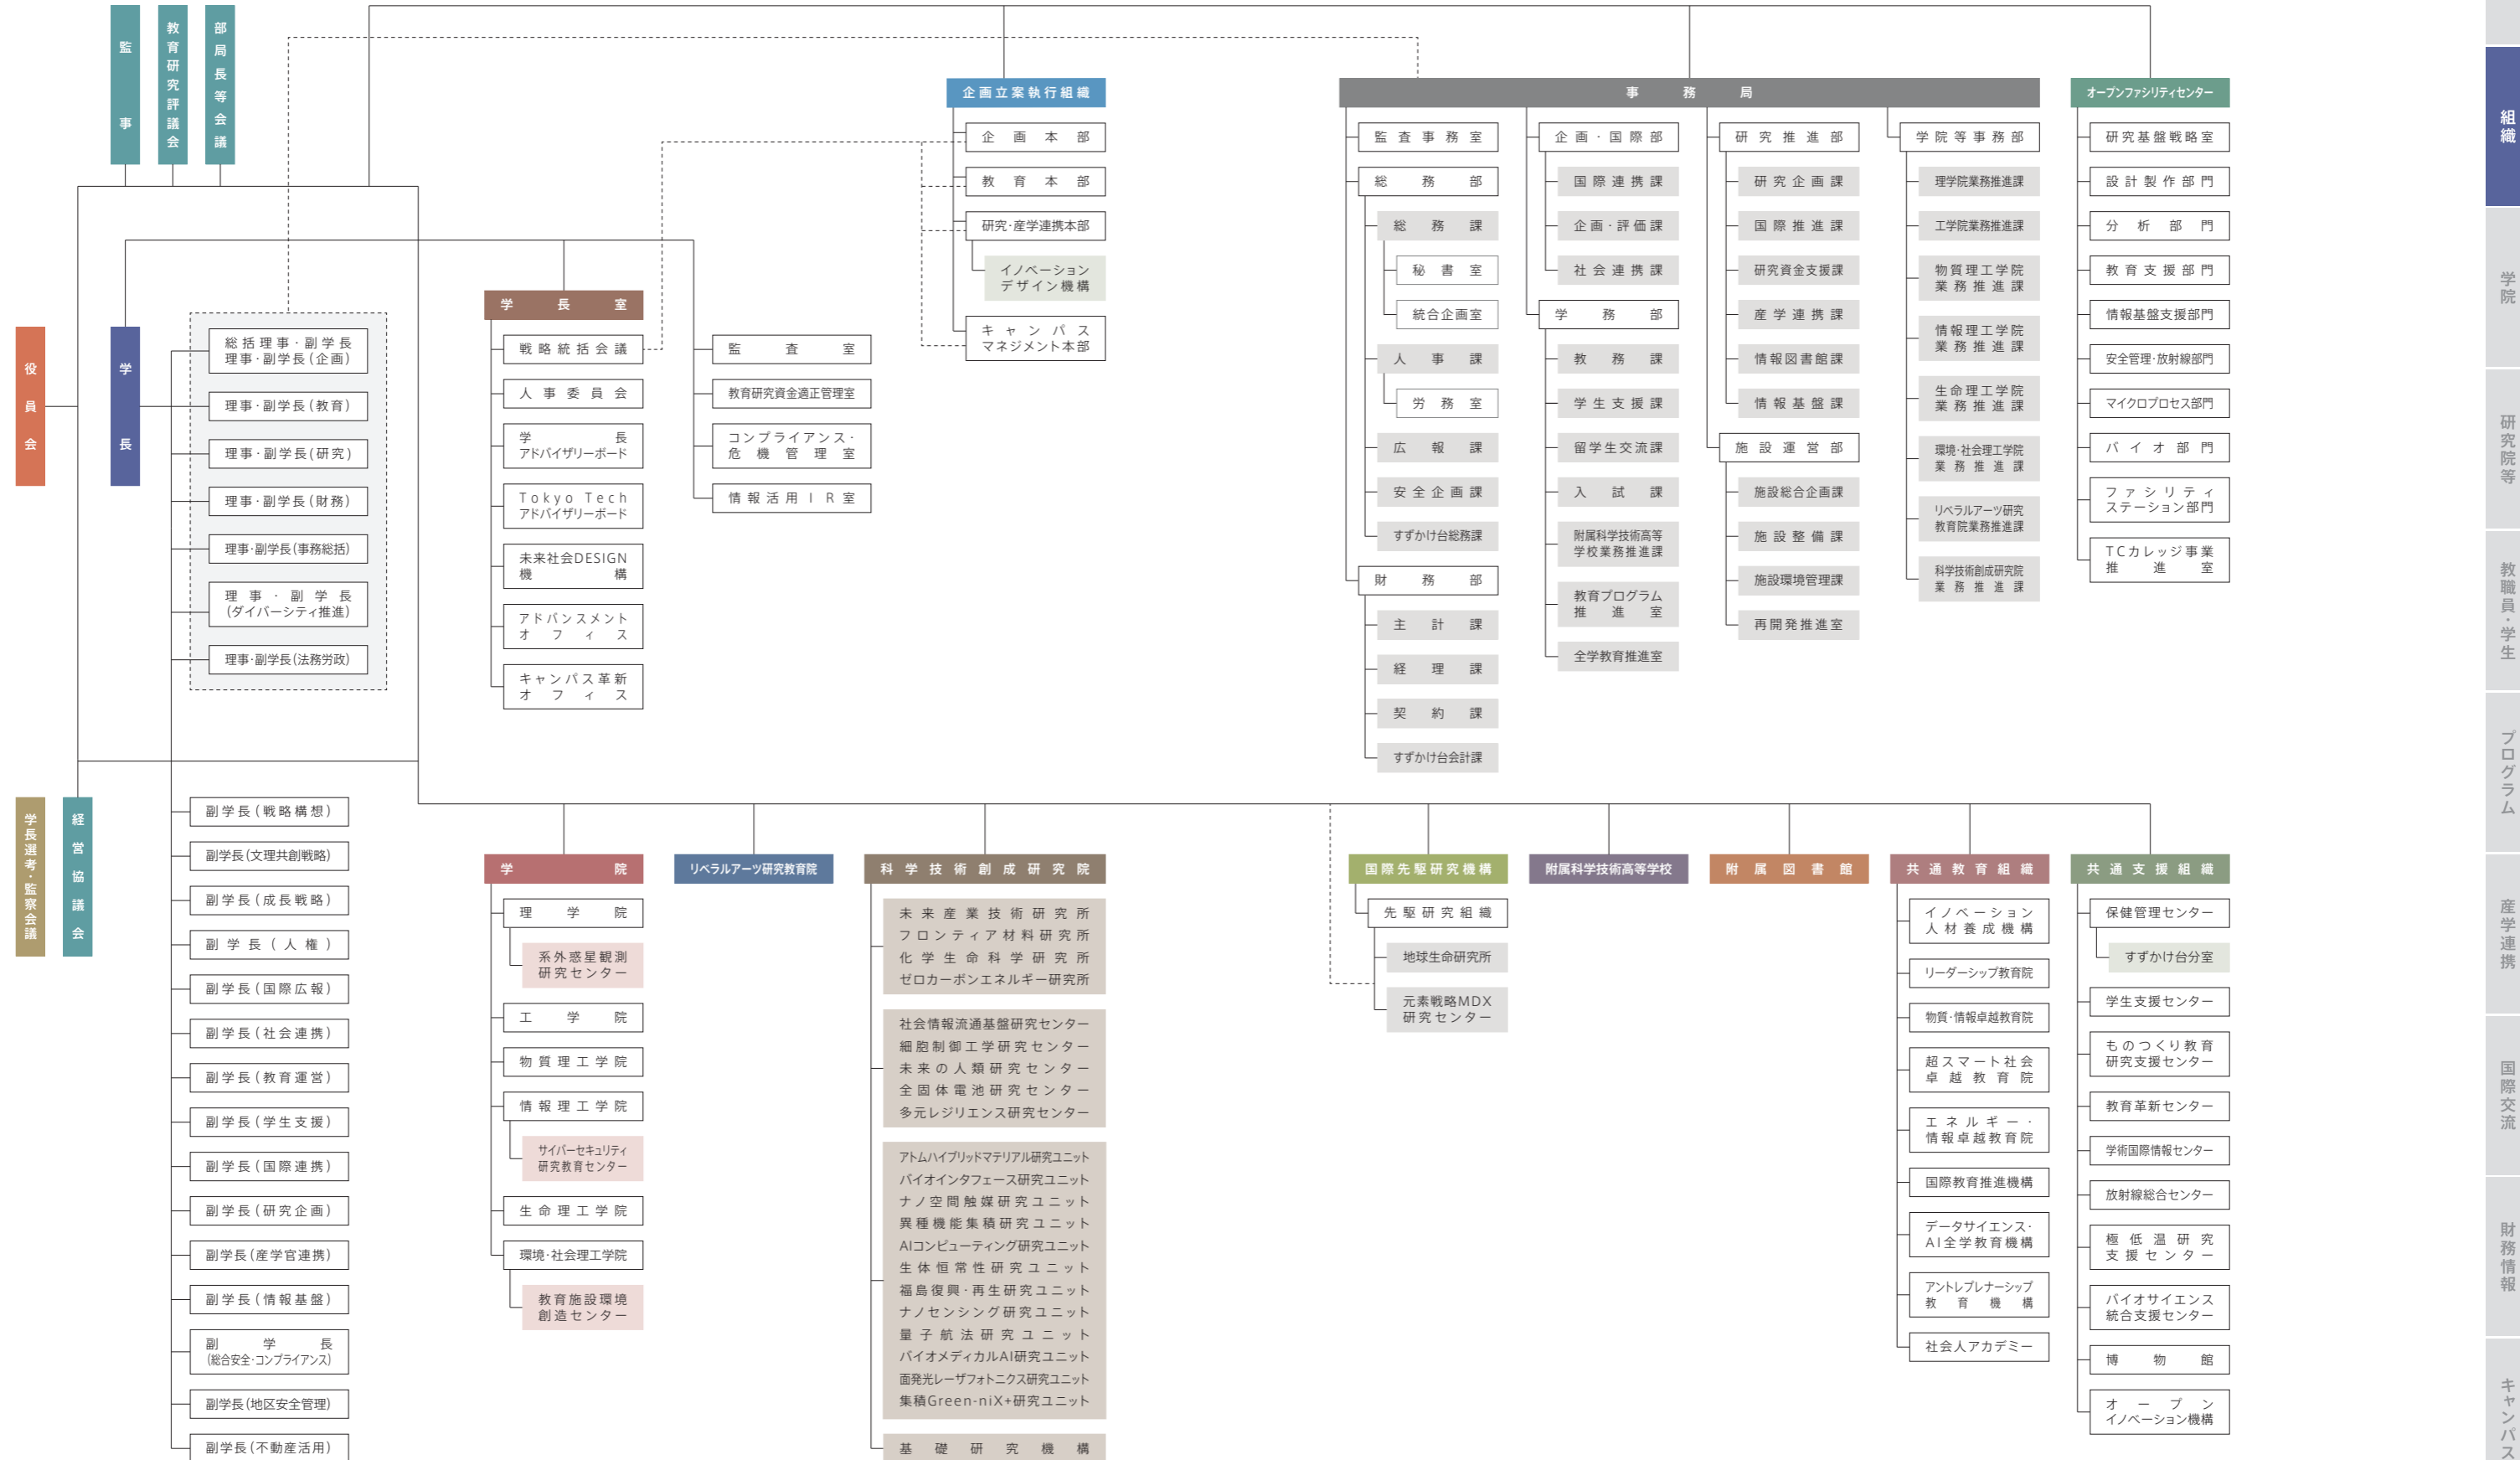 監事
教育研究評議会
部局長等会議
役員会
学長
総括理事・副学長
理事・副学長(企画)
理事・副学長(教育)
理事・副学長(研究)
理事・副学長(財務)
理事・副学長(事務総括)
理事・副学長
(ダイバーシティ推進)
理事・副学長(法務労政)
学長室
戦略統括会議
人事委員会
学長
アドバイザリーボード
Tokyo Tech
アドバイザリーボード
未来社会DESIGN
機構
アドバンスメント
オフィス
キャンパス革新
オフィス
監査室
教育研究資金適正管理室
コンプライアンス・
危機管理室
情報活用IR室
企画立案執行組織
企画本部
教育本部
研究・産学連携本部
イノベーション
デザイン機構
キャンパス
マネジメント本部
事務局
監査事務室
総務部
総務課
秘書室
統合企画室
人事課
労務室
広報課
安全企画課
すずかけ台総務課
財務部
主計課
経理課
契約課
すずかけ台会計課
企画・国際部
国際連携課
企画・評価課
社会連携課
学務部
教務課
学生支援課
留学生交流課
入試課
附属科学技術高等
学校業務推進課
教育プログラム
推進室
全学教育推進室
研究推進部
研究企画課
国際推進課
研究資金支援課
産学連携課
情報図書館課
情報基盤課
施設運営部
施設総合企画課
施設整備課
施設環境管理課
再開発推進室
学院等事務部
理学院業務推進課
工学院業務推進課
物質理工学院
業務推進課
情報理工学院
業務推進課
生命理工学院
業務推進課
環境・社会理工学院
業務推進課
リベラルアーツ研究
教育院業務推進課
科学技術創成研究院
業務推進課
オープンファシリティセンター
研究基盤戦略室
設計製作部門
分析部門
教育支援部門
情報基盤支援部門
安全管理・放射線部門
マイクロプロセス部門
バイオ部門
ファシリティ
ステーション部門
TCカレッジ事業
推進室
学長選考・監察会議
経営協議会
副学長(戦略構想)
副学長(文理共創戦略)
副学長(成長戦略)
副学長(人権)
副学長(国際広報)
副学長(社会連携)
副学長(教育運営)
副学長(学生支援)
副学長(国際連携)
副学長(研究企画)
副学長(産学官連携)
副学長(情報基盤)
副学長
(総合安全・コンプライアンス)
副学長(地区安全管理)
副学長(不動産活用)
学院
理学院
系外惑星観測
研究センター
工学院
物質理工学院
情報理工学院
サイバーセキュリティ
研究教育センター
生命理工学院
環境・社会理工学院
教育施設環境
創造センター
リベラルアーツ研究教育院
科学技術創成研究院
未来産業技術研究所
フロンティア材料研究所
化学生命科学研究所
ゼロカーボンエネルギー研究所
社会情報流通基盤研究センター
細胞制御工学研究センター
未来の人類研究センター
全固体電池研究センター
多元レジリエンス研究センター
アトムハイブリッドマテリアル研究ユニット
バイオインタフェース研究ユニット
ナノ空間触媒研究ユニット
異種機能集積研究ユニット
AIコンピューティング研究ユニット
生体恒常性研究ユニット
福島復興・再生研究ユニット
ナノセンシング研究ユニット
量子航法研究ユニット
バイオメディカルAI研究ユニット
面発光レーザフォトニクス研究ユニット
集積Green-niX+研究ユニット
基礎研究機構
国際先駆研究機構
先駆研究組織
地球生命研究所
元素戦略MDX
研究センター
附属科学技術高等学校
附属図書館
共通教育組織
イノベーション
人材養成機構
リーダーシップ教育院
物質・情報卓越教育院
超スマート社会
卓越教育院
エネルギー・
情報卓越教育院
国際教育推進機構
データサイエンス・
AI全学教育機構
アントレプレナーシップ
教育機構
社会人アカデミー
共通支援組織
保健管理センター
すずかけ台分室
学生支援センター
ものつくり教育
研究支援センター
教育革新センター
学術国際情報センター
放射線総合センター
極低温研究
支援センター
バイオサイエンス
統合支援センター
博物館
オープン
イノベーション機構
組織
学院
研究院等
教職員・学生
プログラム
産学連携
国際交流
財務情報
キャンパス